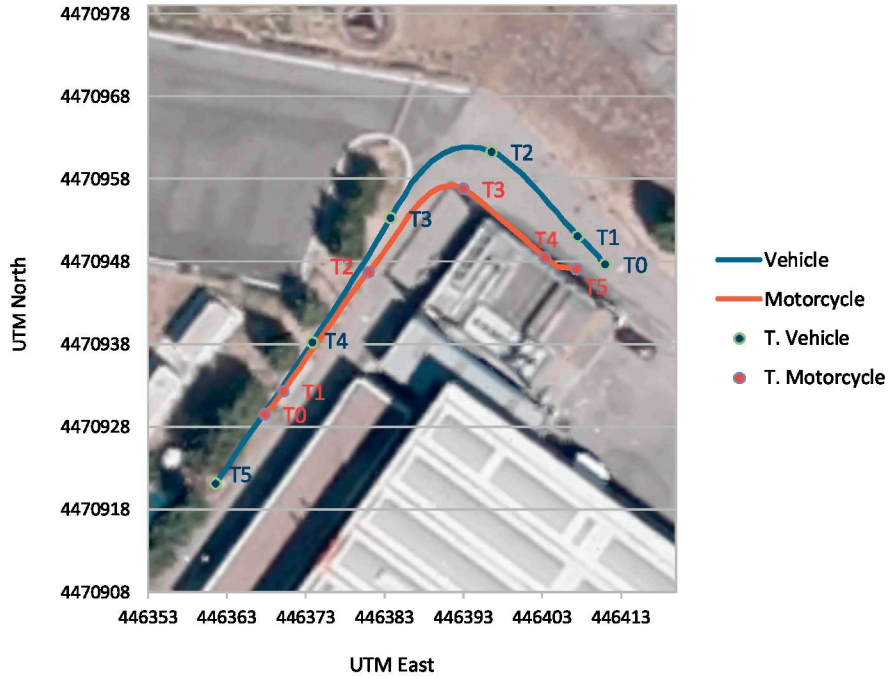 4470978
4470968
4470958
4470948
4470938
4470928
4470918
4470908
UTM North
T2
T3
T3
T1
T4
T2
T0
T5
T4
T1
T0
T5
446353 446363 446373 446383 446393 446403 446413
UTM East
Vehicle
Motorcycle
T. Vehicle
T. Motorcycle